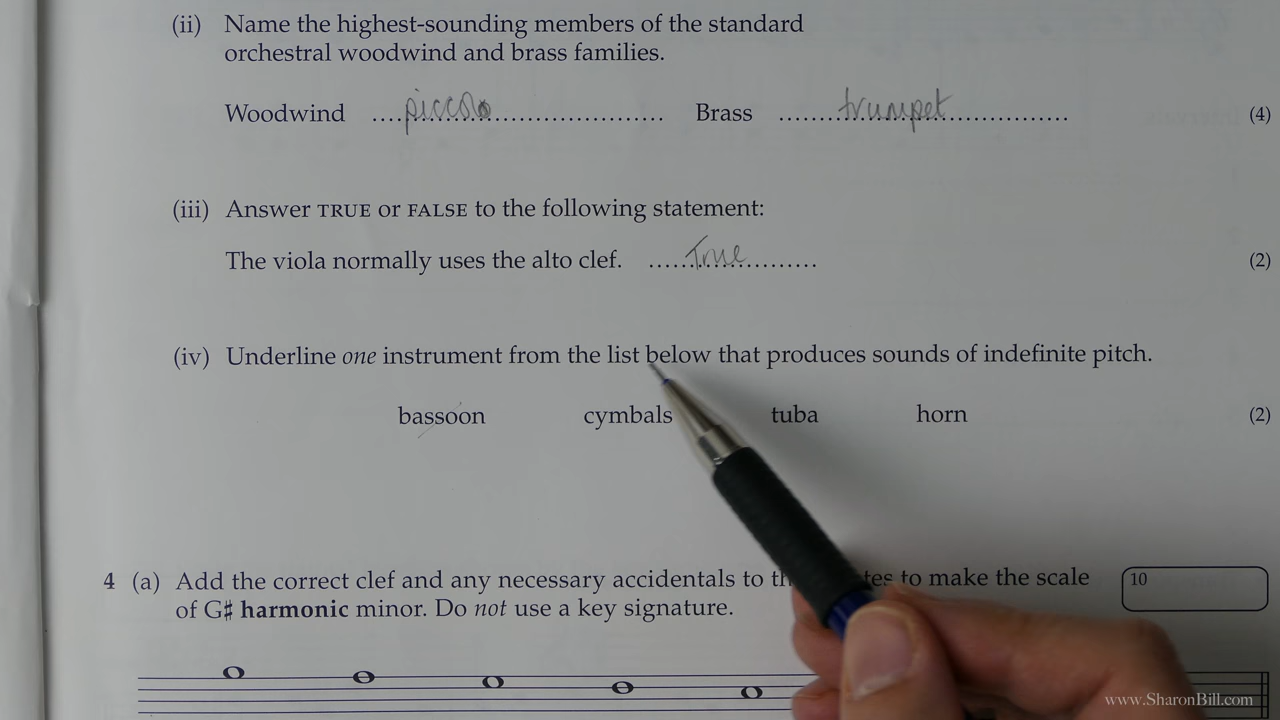 (ii) Name the highest-sounding members of the standard
orchestral woodwind and brass families.
Woodwind ....piccolo.......................... Brass ........trumpet................. (4)
(iii) Answer TRUE or FALSE to the following statement:
The viola normally uses the alto clef. .....True.......... (2)
(iv) Underline one instrument from the list below that produces sounds of indefinite pitch.
bassoon cymbals tuba horn (2)
4 (a) Add the correct clef and any necessary accidentals to to make the scale 10
of G♯ harmonic minor. Do not use a key signature.
www.SharonBill.com